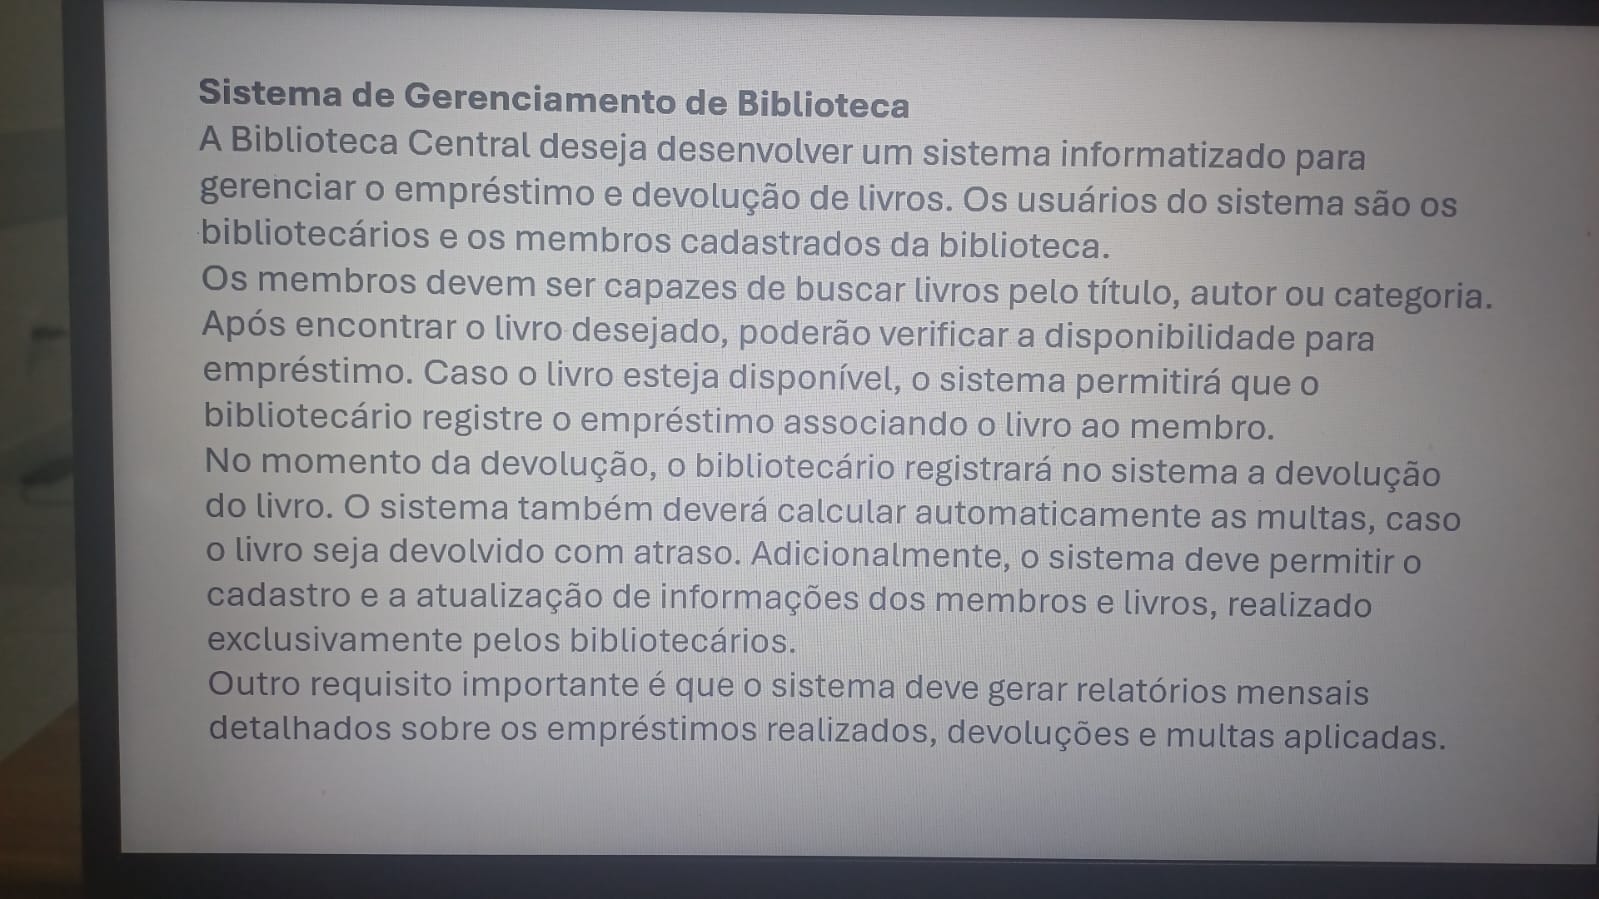 Sistema de Gerenciamento de Biblioteca
A Biblioteca Central deseja desenvolver um sistema informatizado para
gerenciar o empréstimo e devolução de livros. Os usuários do sistema são os
bibliotecários e os membros cadastrados da biblioteca.
Os membros devem ser capazes de buscar livros pelo título, autor ou categoria.
Após encontrar o livro desejado, poderão verificar a disponibilidade para
empréstimo. Caso o livro esteja disponível, o sistema permitirá que o
bibliotecário registre o empréstimo associando o livro ao membro.
No momento da devolução, o bibliotecário registrará no sistema a devolução
do livro. O sistema também deverá calcular automaticamente as multas, caso
o livro seja devolvido com atraso. Adicionalmente, o sistema deve permitir o
cadastro e a atualização de informações dos membros e livros, realizado
exclusivamente pelos bibliotecários.
Outro requisito importante é que o sistema deve gerar relatórios mensais
detalhados sobre os empréstimos realizados, devoluções e multas aplicadas.